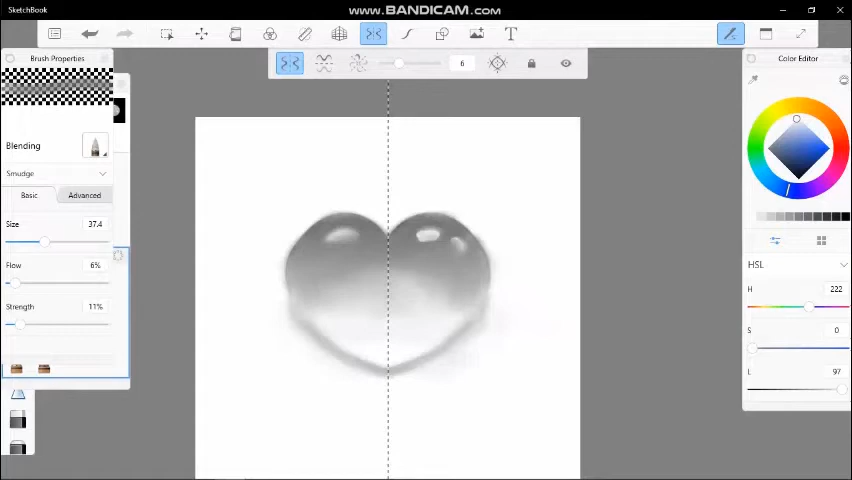 SketchBook
WWW.BANDICAM.COM
T
6
Brush Properties
Blending
Smudge
Basic
Advanced
Size
37.4
Flow
6%
Strength
11%
Color Editor
HSL
H
222
S
0
L
97